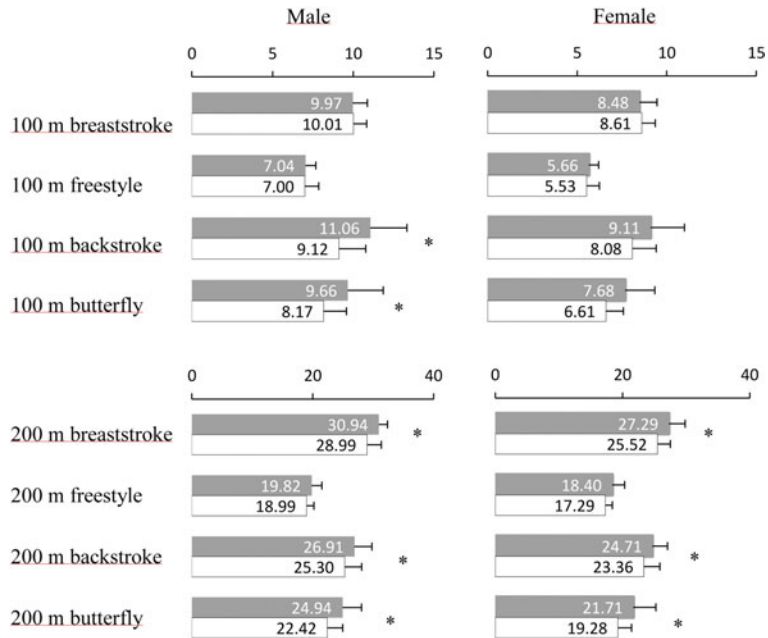 Male Female
0 5 10 15 0 5 10 15
9.97 8.48
100 m breaststroke 10.01 8.61
7.04 5.66
100 m freestyle 7.00 5.53
11.06 9.11
100 m backstroke 9.12 * 8.08
9.66 7.68
100 m butterfly 8.17 * 6.61
0 20 40 0 20 40
30.94 27.29
200 m breaststroke 28.99 * 25.52 *
19.82 18.40
200 m freestyle 18.99 17.29
26.91 24.71
200 m backstroke 25.30 * 23.36 *
24.94 21.71
200 m butterfly 22.42 * 19.28 *